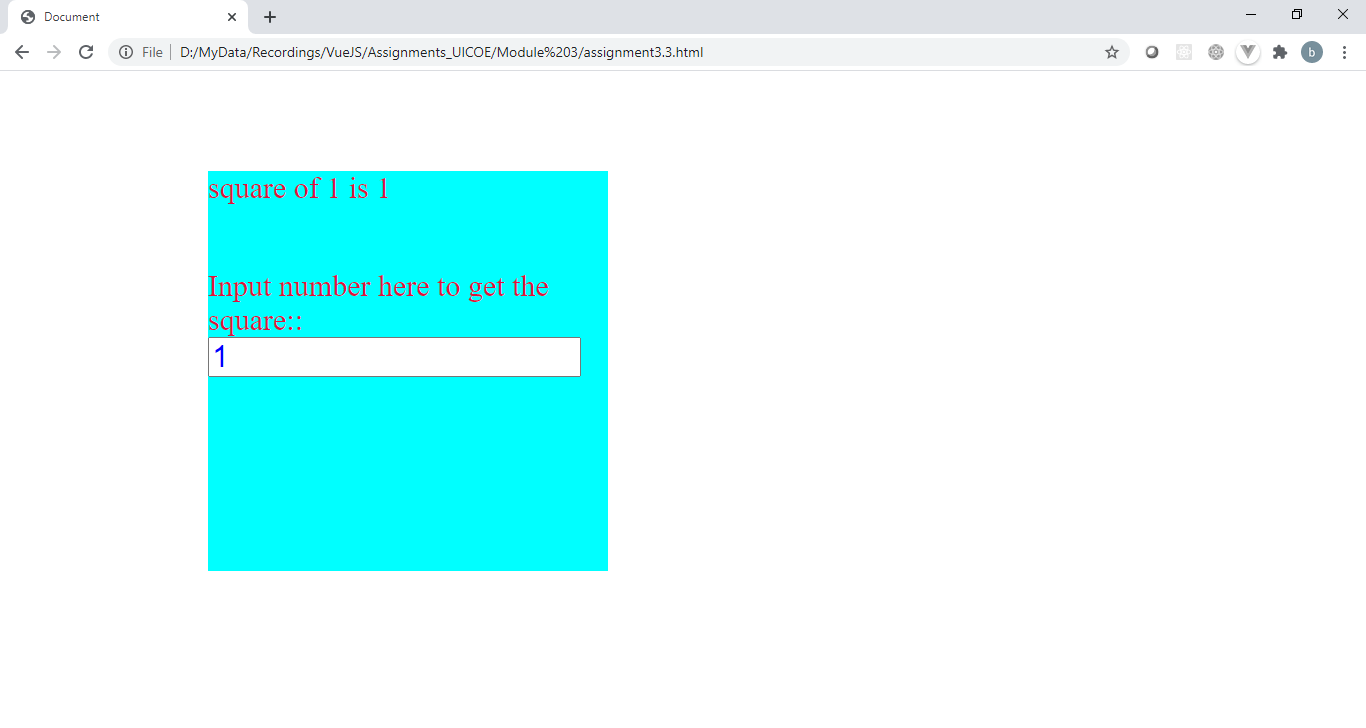 Document
File
D:/MyData/Recordings/VueJS/Assignments_UICOE/Module%203/assignment3.3.html
b
square of 1 is 1
Input number here to get the
square::
1